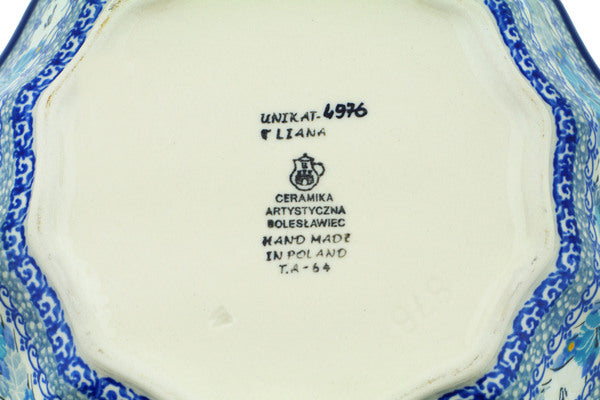 UNIKAT-4976
T LIANA
CERAMIKA
ARTYSTYCZNA
BOLESŁAWIEC
HAND MADE
IN POLAND
T.A-64